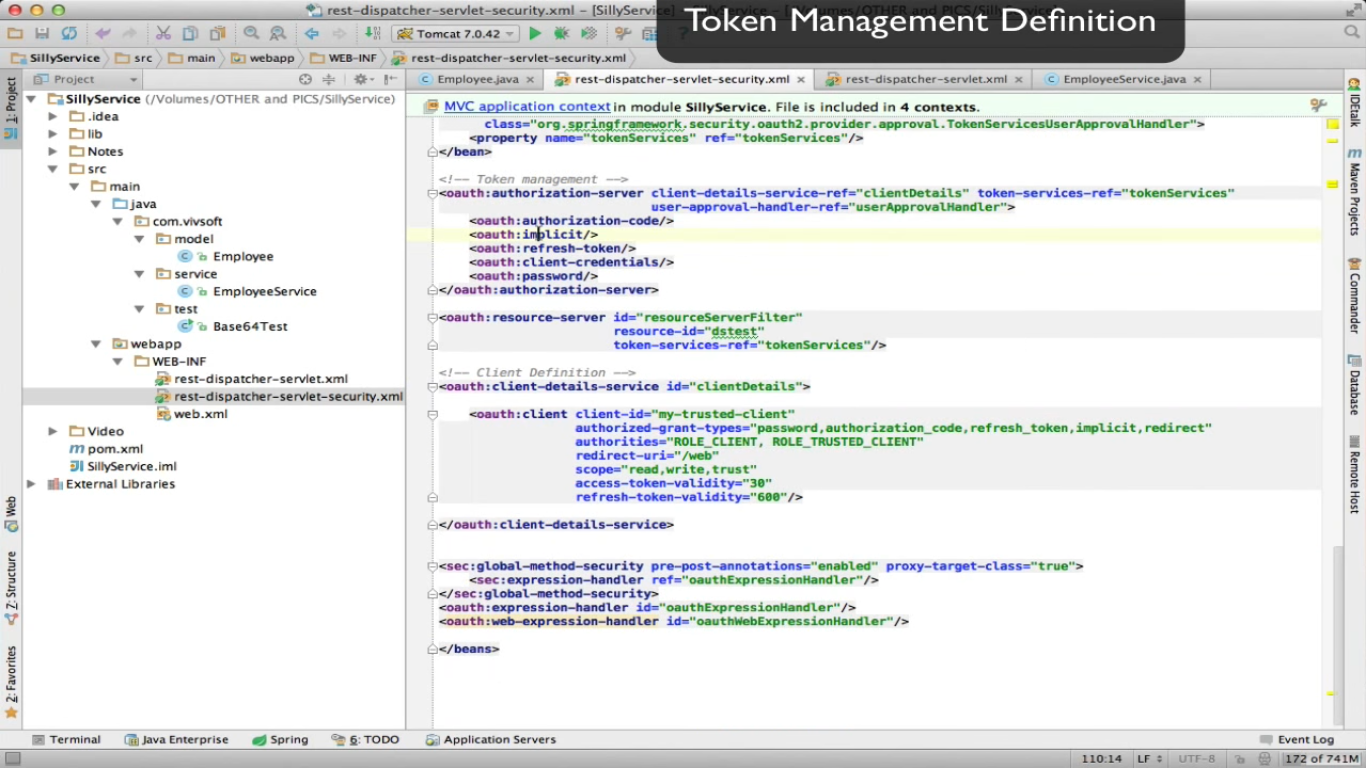 rest-dispatcher-servlet-security.xml - [SillyService] - [
Token Management Definition
Tomcat 7.0.42
SillyService src main webapp WEB-INF rest-dispatcher-servlet-security.xml
Project
Employee.java rest-dispatcher-servlet-security.xml rest-dispatcher-servlet.xml EmployeeService.java
1: Project
Web
Z: Structure
2: Favorites
SillyService (/Volumes/OTHER and PICS/SillyService)
.idea
lib
Notes
src
main
java
com.vivsoft
model
Employee
service
EmployeeService
test
Base64Test
webapp
WEB-INF
rest-dispatcher-servlet.xml
rest-dispatcher-servlet-security.xml
web.xml
Video
pom.xml
SillyService.iml
External Libraries
MVC application context in module SillyService. File is included in 4 contexts.
class="org.springframework.security.oauth2.provider.approval.TokenServicesUserApprovalHandler">
<property name="tokenServices" ref="tokenServices"/>
</bean>
<!-- Token management -->
<oauth:authorization-server client-details-service-ref="clientDetails" token-services-ref="tokenServices"
user-approval-handler-ref="userApprovalHandler">
<oauth:authorization-code/>
<oauth:implicit/>
<oauth:refresh-token/>
<oauth:client-credentials/>
<oauth:password/>
</oauth:authorization-server>
<oauth:resource-server id="resourceServerFilter"
resource-id="dstest"
token-services-ref="tokenServices"/>
<!-- Client Definition -->
<oauth:client-details-service id="clientDetails">
<oauth:client client-id="my-trusted-client"
authorized-grant-types="password,authorization_code,refresh_token,implicit,redirect"
authorities="ROLE_CLIENT, ROLE_TRUSTED_CLIENT"
redirect-uri="/web"
scope="read,write,trust"
access-token-validity="30"
refresh-token-validity="600"/>
</oauth:client-details-service>
<sec:global-method-security pre-post-annotations="enabled" proxy-target-class="true">
<sec:expression-handler ref="oauthExpressionHandler"/>
</sec:global-method-security>
<oauth:expression-handler id="oauthExpressionHandler"/>
<oauth:web-expression-handler id="oauthWebExpressionHandler"/>
</beans>
IDEtalk
Maven Projects
Commander
Database
Remote Host
Terminal Java Enterprise Spring 6: TODO Application Servers Event Log
110:14 LF UTF-8 172 of 741M